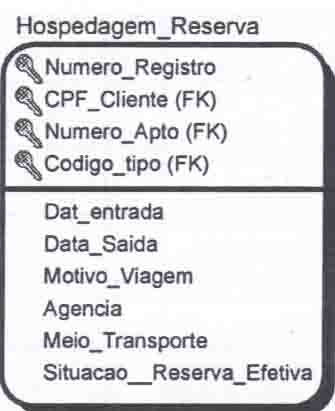 Hospedagem_Reserva
Numero_Registro
CPF_Cliente (FK)
Numero_Apto (FK)
Codigo_tipo (FK)
Dat_entrada
Data_Saida
Motivo_Viagem
Agencia
Meio_Transporte
Situacao__Reserva_Efetiva